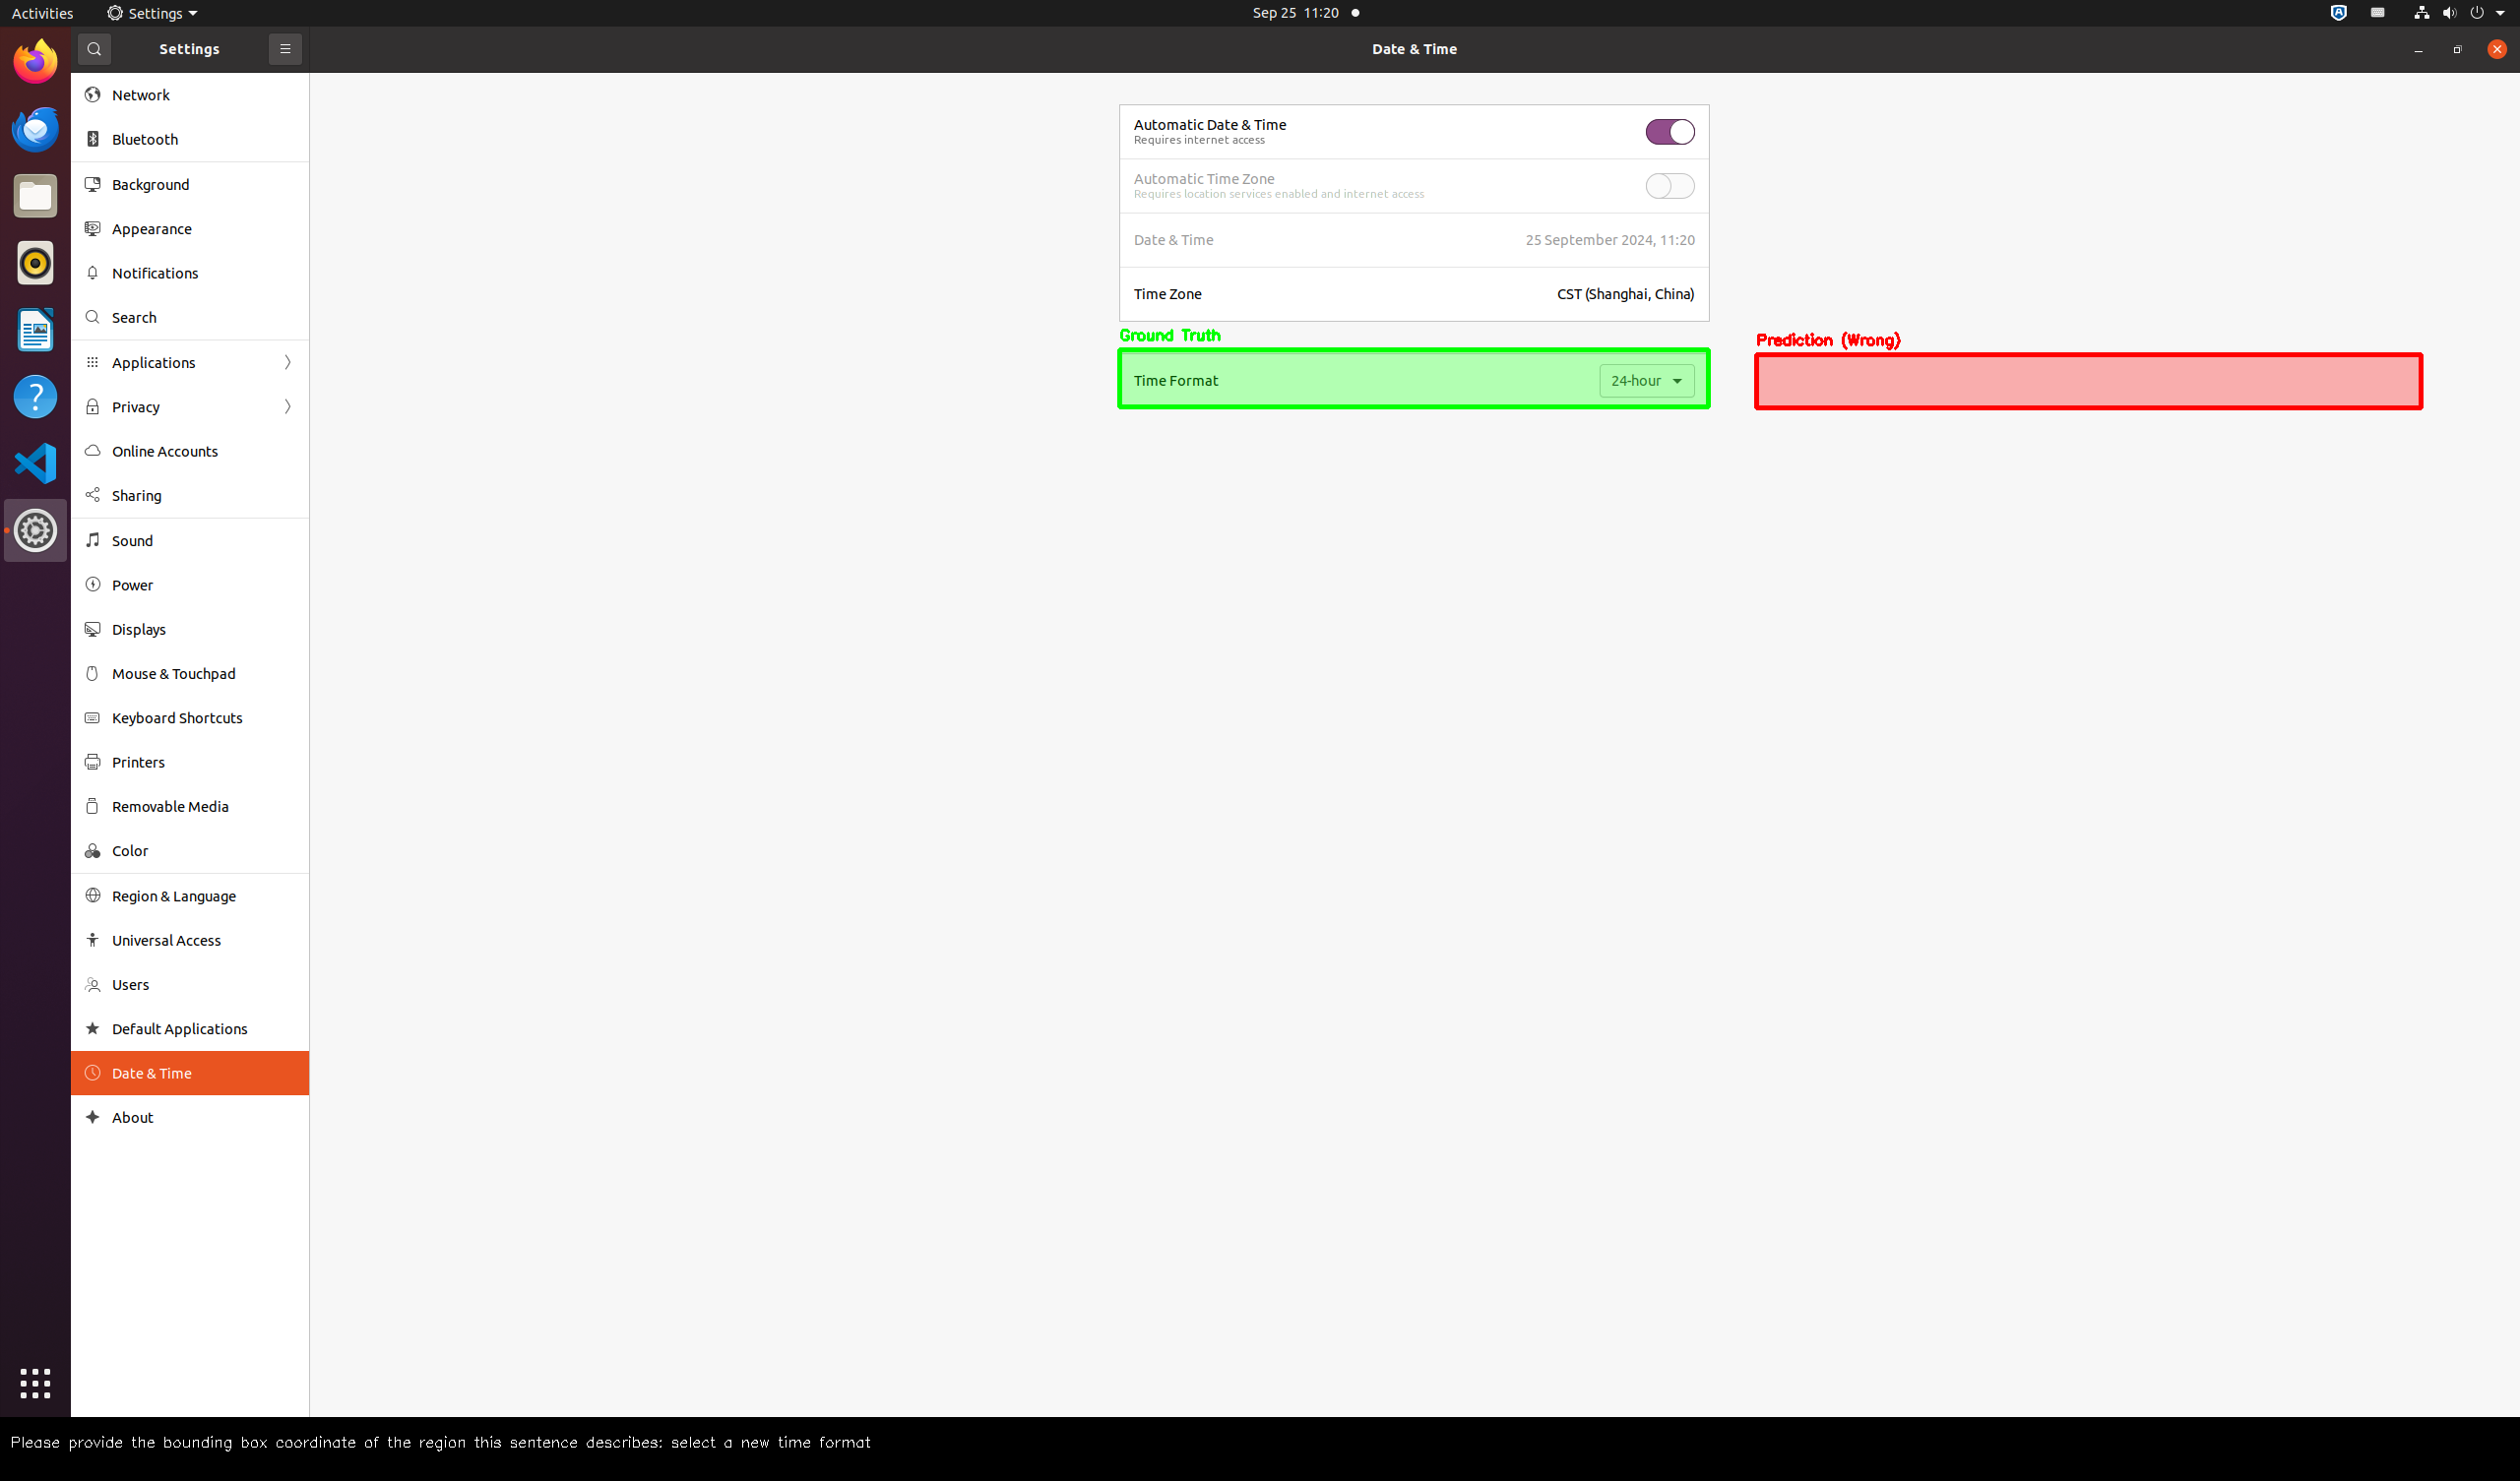 Activities
Settings
Sep 25 11:20
Settings
Date & Time
Network
Bluetooth
Background
Appearance
Notifications
Search
Applications
Privacy
Online Accounts
Sharing
Sound
Power
Displays
Mouse & Touchpad
Keyboard Shortcuts
Printers
Removable Media
Color
Region & Language
Universal Access
Users
Default Applications
Date & Time
About
Automatic Date & Time
Requires internet access
Automatic Time Zone
Requires location services enabled and internet access
Date & Time 25 September 2024, 11:20
Time Zone CST (Shanghai, China)
Ground Truth
Time Format 24-hour
Prediction (Wrong)
Please provide the bounding box coordinate of the region this sentence describes: select a new time format